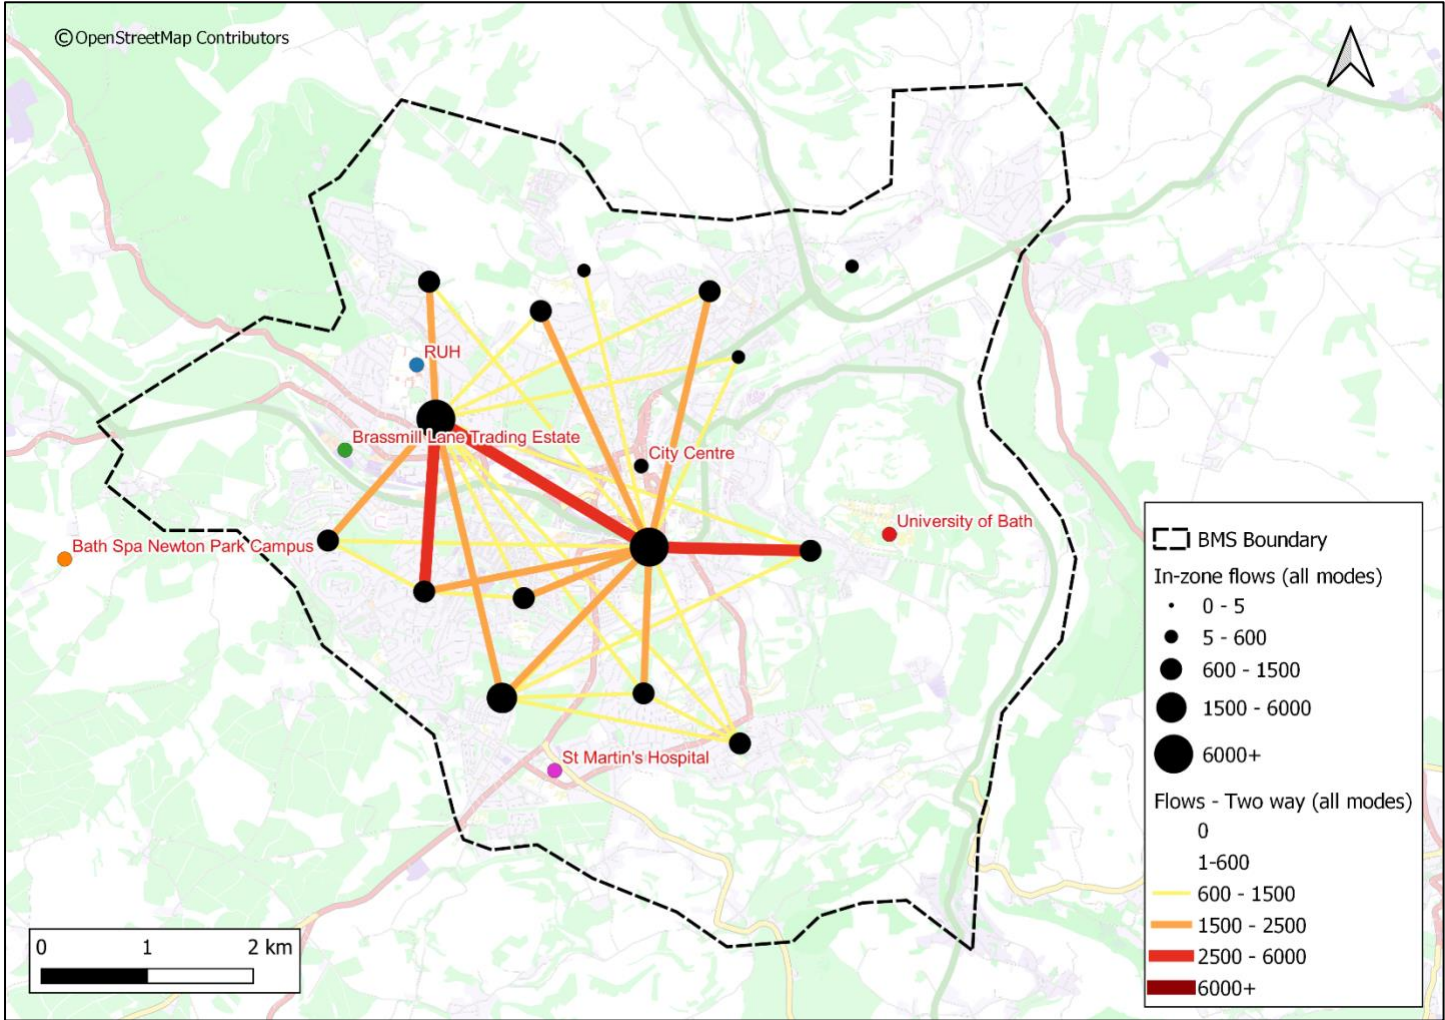 © OpenStreetMap Contributors
RUH
Brassmill Lane Trading Estate
City Centre
University of Bath
Bath Spa Newton Park Campus
St Martin's Hospital
BMS Boundary
In-zone flows (all modes)
0 - 5
5 - 600
600 - 1500
1500 - 6000
6000+
Flows - Two way (all modes)
0
1-600
600 - 1500
1500 - 2500
2500 - 6000
6000+
0 1 2 km